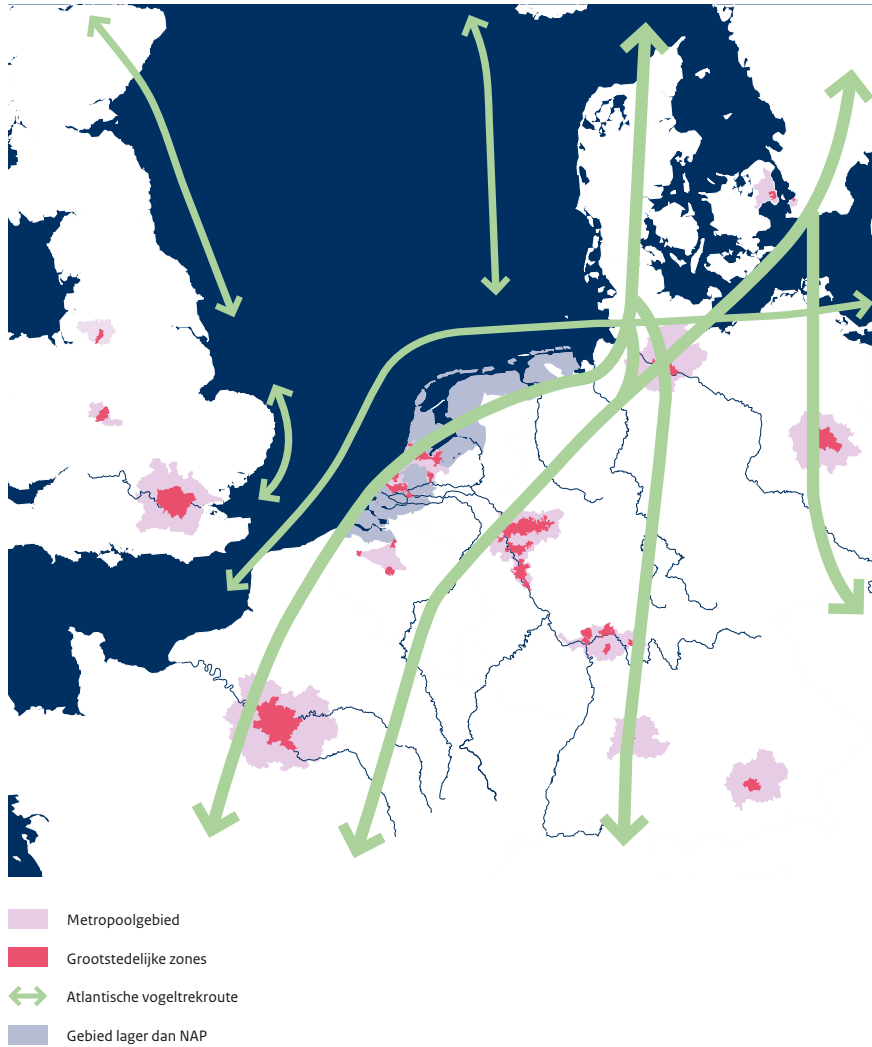 Metropoolgebied
Grootstedelijke zones
Atlantische vogeltrekroute
Gebied lager dan NAP